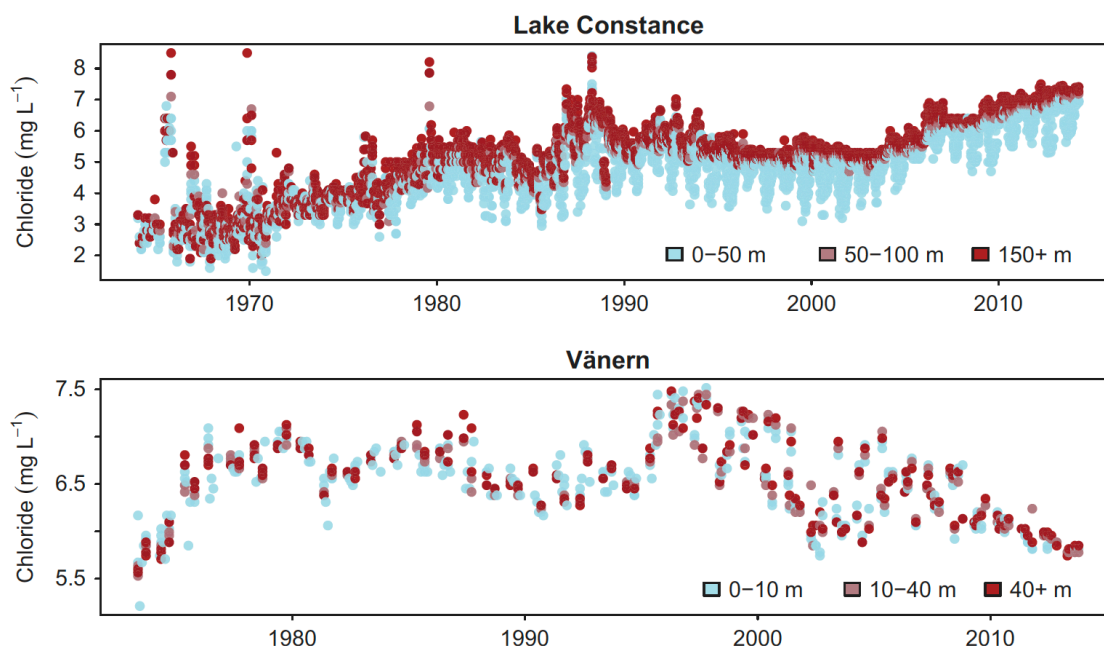 Lake Constance
Chloride (mg L⁻¹)
8
7
6
5
4
3
2
0−50 m 50−100 m 150+ m
1970 1980 1990 2000 2010
Vänern
Chloride (mg L⁻¹)
7.5
6.5
5.5
0−10 m 10−40 m 40+ m
1980 1990 2000 2010